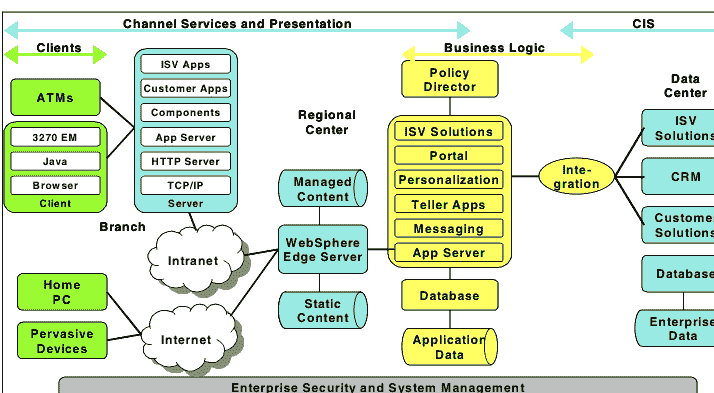 Channel Services and Presentation
CIS
Clients
Business Logic
ATMs
3270 EM
Java
Browser
Client
ISV Apps
Customer Apps
Components
App Server
HTTP Server
TCP/IP
Server
Branch
Intranet
Home
PC
Pervasive
Devices
Internet
Regional
Center
Managed
Content
WebSphere
Edge Server
Static
Content
Policy
Director
ISV Solutions
Portal
Personalization
Teller Apps
Messaging
App Server
Database
Application
Data
Inte-
gration
Data
Center
ISV
Solutions
CRM
Customer
Solutions
Database
Enterprise
Data
Enterprise Security and System Management